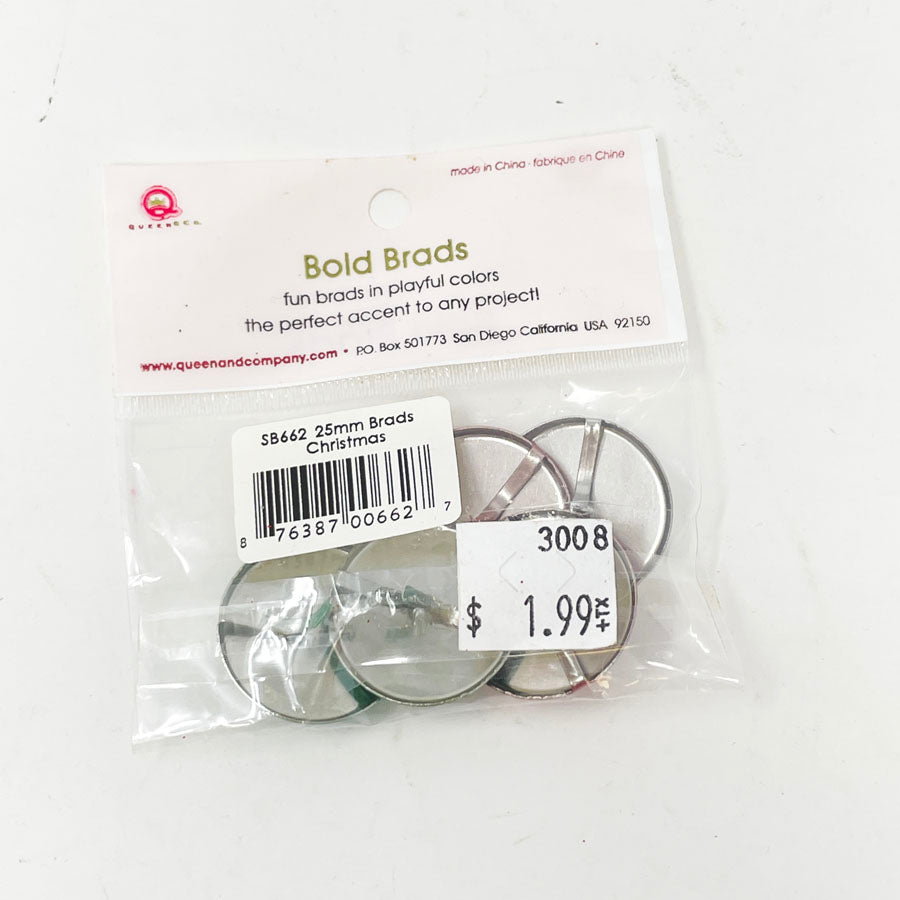 made in China · fabrique en Chine
QUEEN&CO.
Bold Brads
fun brads in playful colors
the perfect accent to any project!
www.queenandcompany.com • P.O. Box 501773 San Diego California USA 92150
SB662 25mm Brads
Christmas
8 76387 00662 7
3008
$ 1.99